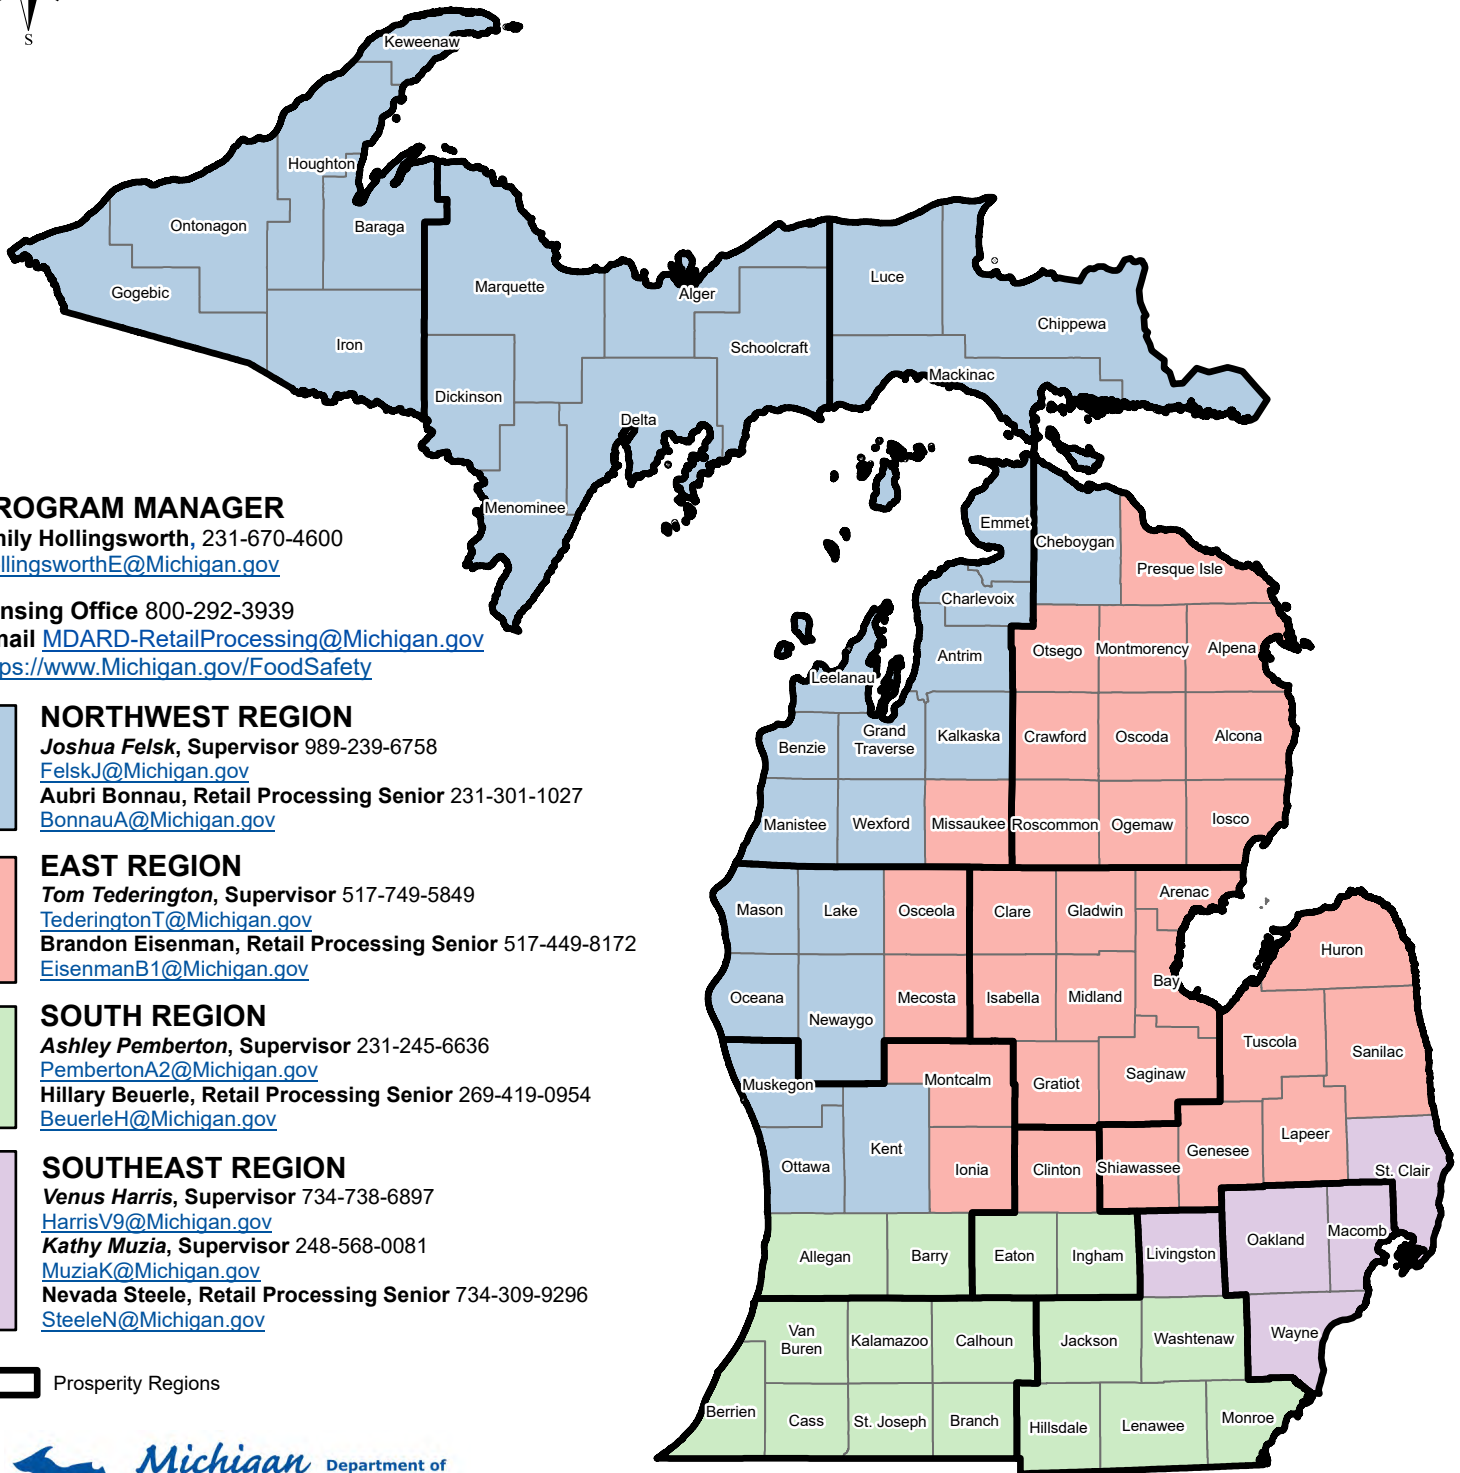 S
Keweenaw
Houghton
Ontonagon
Baraga
Gogebic
Iron
Marquette
Alger
Luce
Chippewa
Schoolcraft
Mackinac
Dickinson
Delta
Menominee
ROGRAM MANAGER
nily Hollingsworth, 231-670-4600
llingsworthE@Michigan.gov
nsing Office 800-292-3939
nail MDARD-RetailProcessing@Michigan.gov
ps://www.Michigan.gov/FoodSafety
NORTHWEST REGION
Joshua Felsk, Supervisor 989-239-6758
FelskJ@Michigan.gov
Aubri Bonnau, Retail Processing Senior 231-301-1027
BonnauA@Michigan.gov
EAST REGION
Tom Tederington, Supervisor 517-749-5849
TederingtonT@Michigan.gov
Brandon Eisenman, Retail Processing Senior 517-449-8172
EisenmanB1@Michigan.gov
SOUTH REGION
Ashley Pemberton, Supervisor 231-245-6636
PembertonA2@Michigan.gov
Hillary Beuerle, Retail Processing Senior 269-419-0954
BeuerleH@Michigan.gov
SOUTHEAST REGION
Venus Harris, Supervisor 734-738-6897
HarrisV9@Michigan.gov
Kathy Muzia, Supervisor 248-568-0081
MuziaK@Michigan.gov
Nevada Steele, Retail Processing Senior 734-309-9296
SteeleN@Michigan.gov
Prosperity Regions
Michigan Department of
Emmet
Cheboygan
Presque Isle
Charlevoix
Antrim
Otsego
Montmorency
Alpena
Leelanau
Benzie
Grand
Traverse
Kalkaska
Crawford
Oscoda
Alcona
Manistee
Wexford
Missaukee
Roscommon
Ogemaw
Iosco
Mason
Lake
Osceola
Clare
Gladwin
Arenac
Oceana
Newaygo
Mecosta
Isabella
Midland
Bay
Huron
Tuscola
Sanilac
Muskegon
Montcalm
Gratiot
Saginaw
Ottawa
Kent
Ionia
Clinton
Shiawassee
Genesee
Lapeer
St. Clair
Allegan
Barry
Eaton
Ingham
Livingston
Oakland
Macomb
Van
Buren
Kalamazoo
Calhoun
Jackson
Washtenaw
Wayne
Berrien
Cass
St. Joseph
Branch
Hillsdale
Lenawee
Monroe